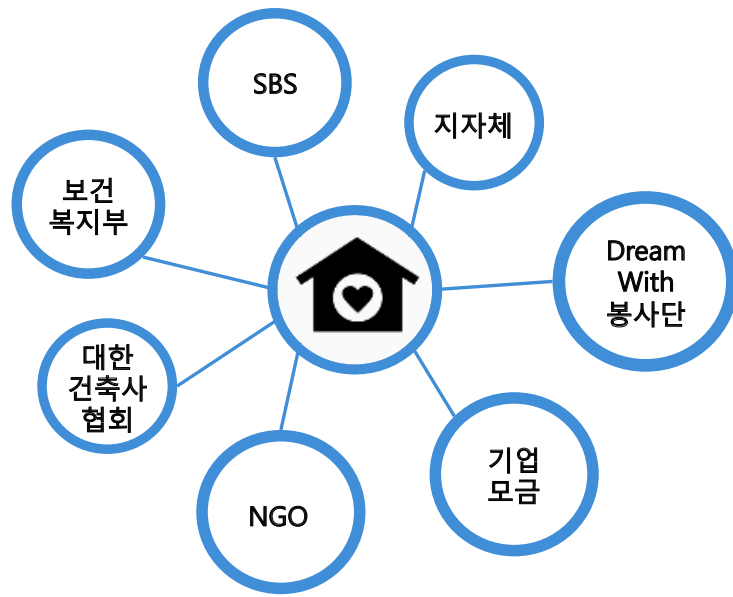 SBS
지자체
보건
복지부
Dream
With
봉사단
대한
건축사
협회
기업
모금
NGO